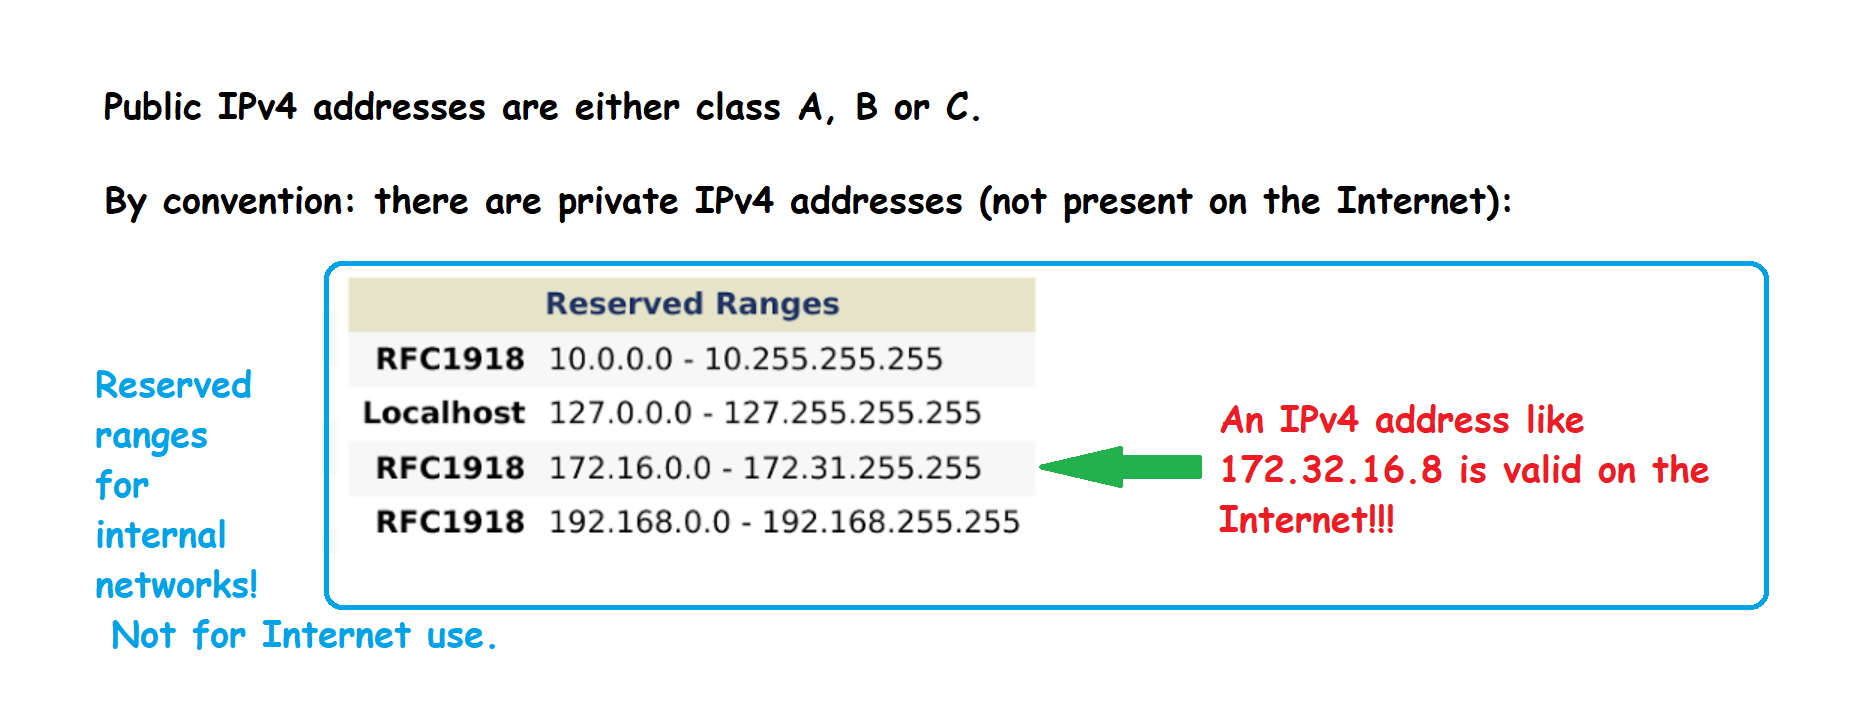 Public IPv4 addresses are either class A, B or C.
By convention: there are private IPv4 addresses (not present on the Internet):
Reserved Ranges
RFC1918 10.0.0.0 - 10.255.255.255
Localhost 127.0.0.0 - 127.255.255.255
RFC1918 172.16.0.0 - 172.31.255.255
RFC1918 192.168.0.0 - 192.168.255.255
An IPv4 address like
172.32.16.8 is valid on the
Internet!!!
Reserved
ranges
for
internal
networks!
Not for Internet use.